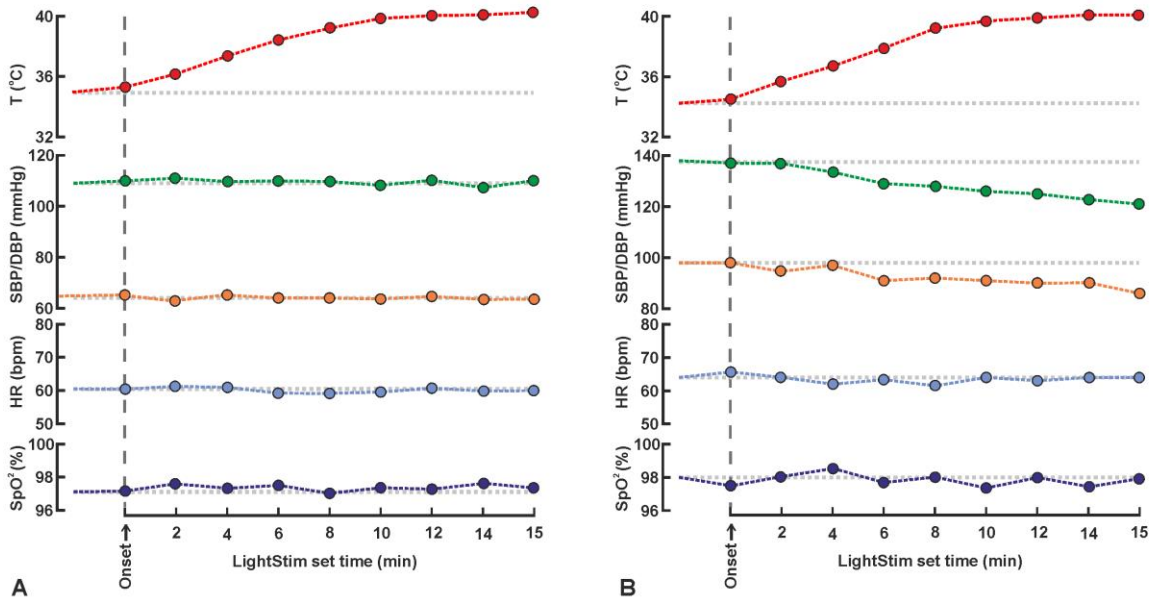 40
36
32
T (°C)
120
100
80
60
SBP/DBP (mmHg)
80
70
60
50
HR (bpm)
100
98
96
SpO² (%)
Onset 2 4 6 8 10 12 14 15
LightStim set time (min)
A
40
36
32
T (°C)
140
120
100
80
SBP/DBP (mmHg)
80
70
60
50
HR (bpm)
100
98
96
SpO² (%)
Onset 2 4 6 8 10 12 14 15
LightStim set time (min)
B